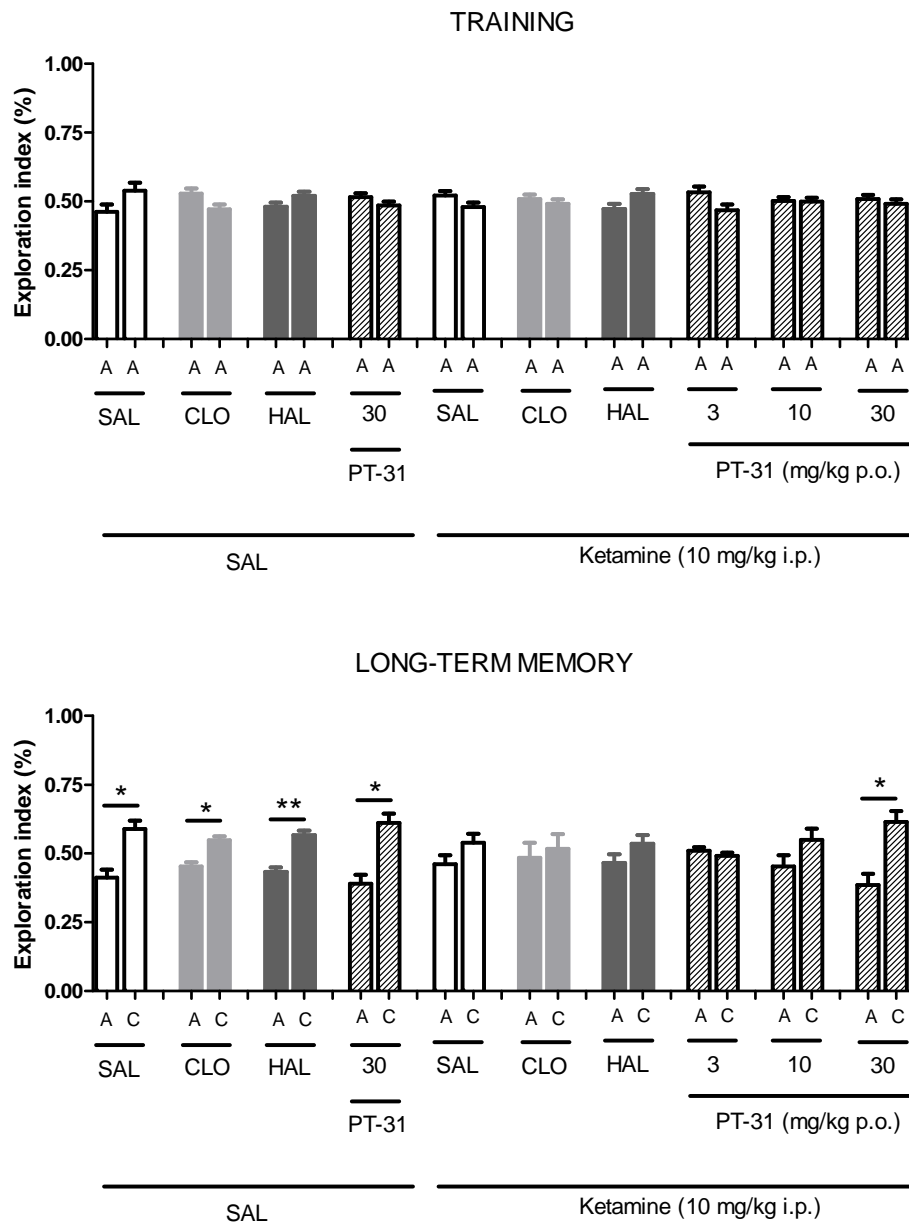 TRAINING
Exploration index (%)
1.00
0.75
0.50
0.25
0.00
A A A A A A A A A A A A A A A A A A A A
SAL CLO HAL 30 SAL CLO HAL 3 10 30
PT-31 PT-31 (mg/kg p.o.)
SAL Ketamine (10 mg/kg i.p.)
LONG-TERM MEMORY
Exploration index (%)
1.00
0.75
0.50
0.25
0.00
* * ** * *
A C A C A C A C A C A C A C A C A C A C
SAL CLO HAL 30 SAL CLO HAL 3 10 30
PT-31 PT-31 (mg/kg p.o.)
SAL Ketamine (10 mg/kg i.p.)